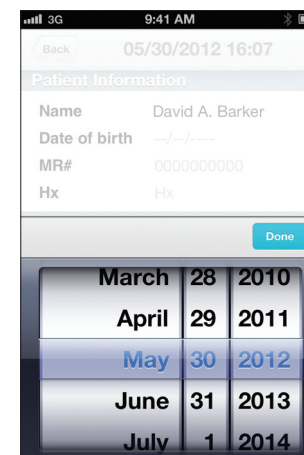 3G 9:41 AM
Back 05/30/2012 16:07
Patient Information
Name David A. Barker
Date of birth --/--/----
MR# 0000000000
Hx Hx
Done
March 28 2010
April 29 2011
May 30 2012
June 31 2013
July 1 2014